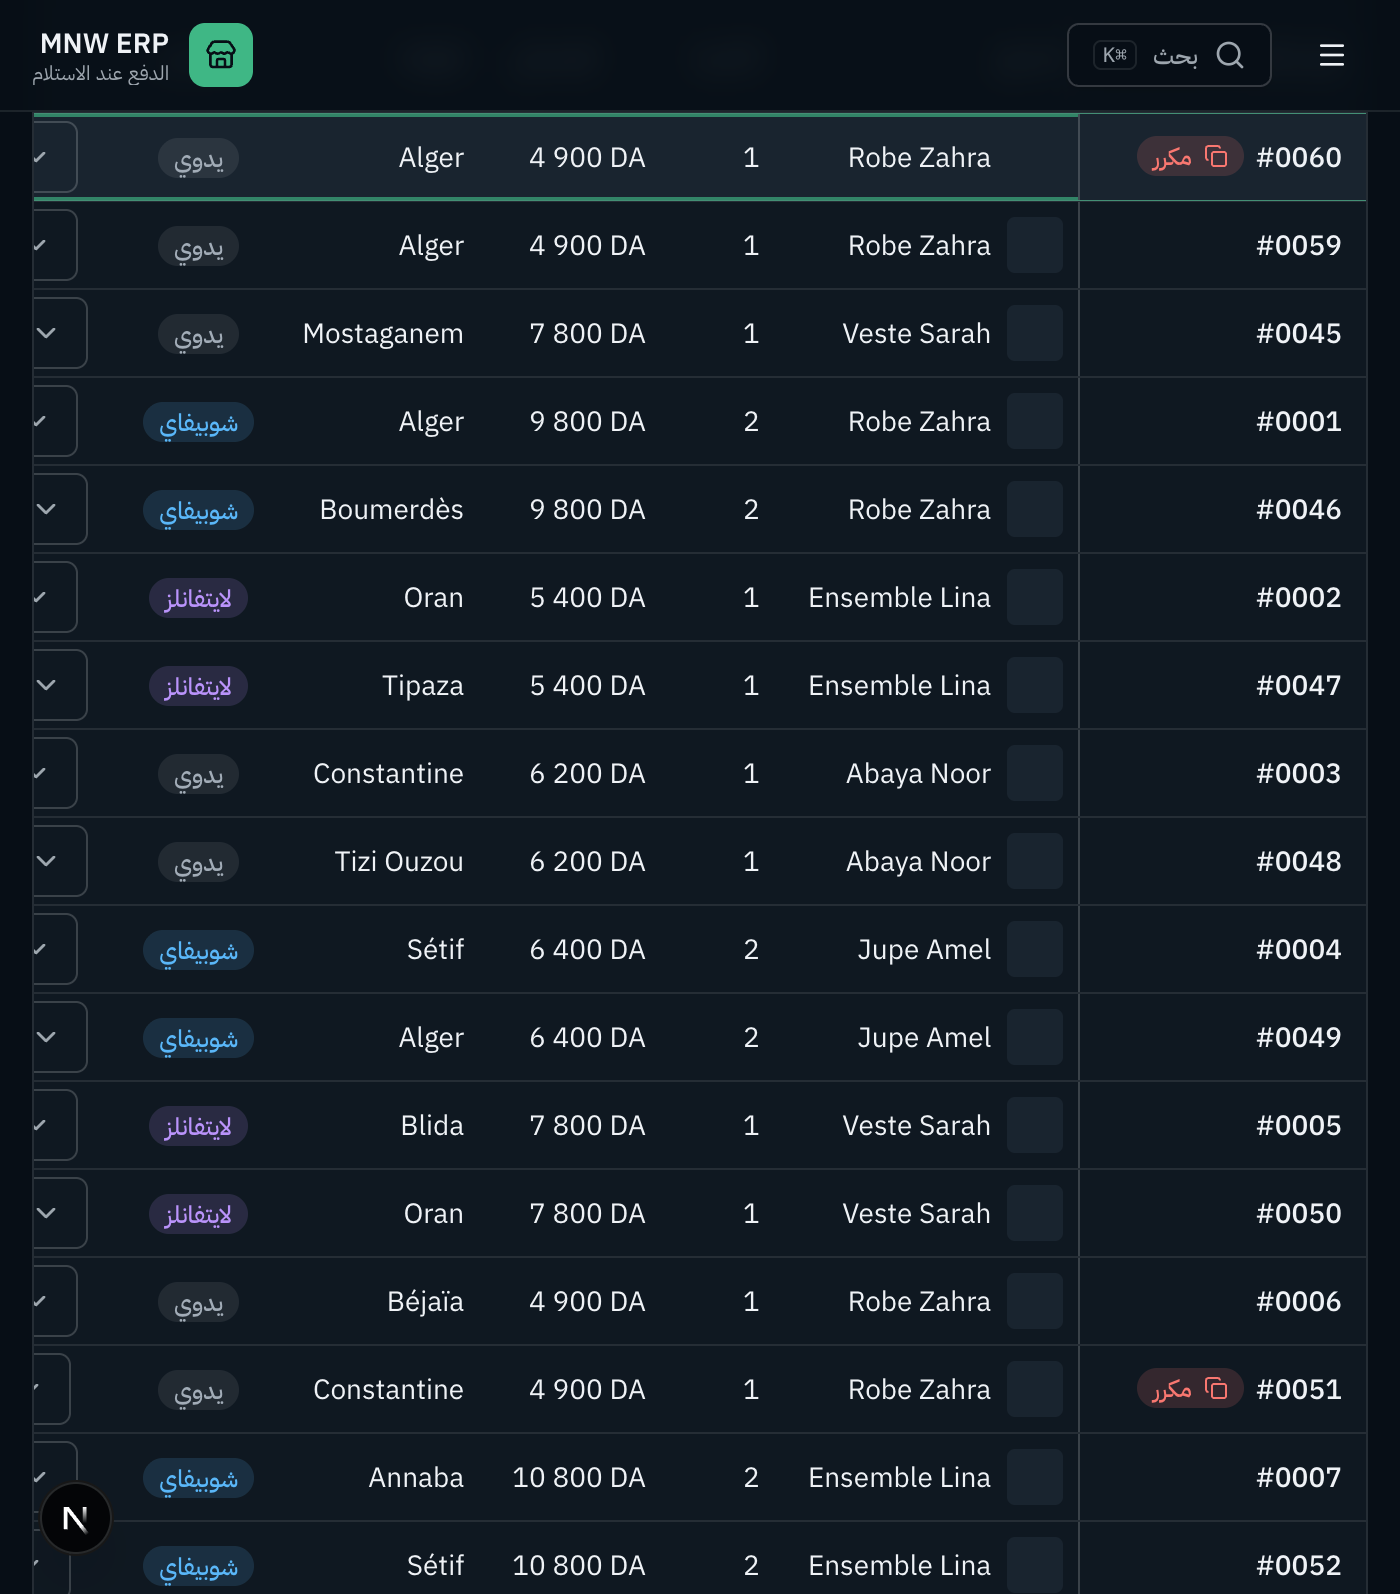 MNW ERP
الدفع عند الاستلام
بحث ⌘K
#0060 مكرر Robe Zahra 1 4 900 DA Alger يدوي
#0059 Robe Zahra 1 4 900 DA Alger يدوي
#0045 Veste Sarah 1 7 800 DA Mostaganem يدوي
#0001 Robe Zahra 2 9 800 DA Alger شوبيفاي
#0046 Robe Zahra 2 9 800 DA Boumerdès شوبيفاي
#0002 Ensemble Lina 1 5 400 DA Oran لايتفانلز
#0047 Ensemble Lina 1 5 400 DA Tipaza لايتفانلز
#0003 Abaya Noor 1 6 200 DA Constantine يدوي
#0048 Abaya Noor 1 6 200 DA Tizi Ouzou يدوي
#0004 Jupe Amel 2 6 400 DA Sétif شوبيفاي
#0049 Jupe Amel 2 6 400 DA Alger شوبيفاي
#0005 Veste Sarah 1 7 800 DA Blida لايتفانلز
#0050 Veste Sarah 1 7 800 DA Oran لايتفانلز
#0006 Robe Zahra 1 4 900 DA Béjaïa يدوي
#0051 مكرر Robe Zahra 1 4 900 DA Constantine يدوي
#0007 Ensemble Lina 2 10 800 DA Annaba شوبيفاي
#0052 Ensemble Lina 2 10 800 DA Sétif شوبيفاي
N